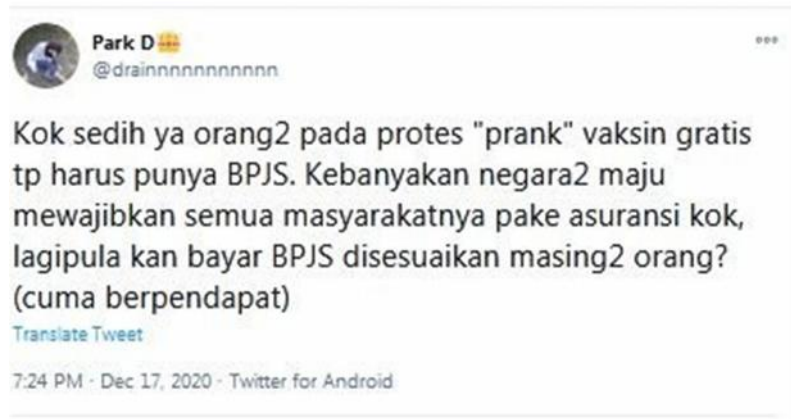 Park D
@drainnnnnnnnnnn
Kok sedih ya orang2 pada protes "prank" vaksin gratis
tp harus punya BPJS. Kebanyakan negara2 maju
mewajibkan semua masyarakatnya pake asuransi kok,
lagipula kan bayar BPJS disesuaikan masing2 orang?
(cuma berpendapat)
Translate Tweet
7:24 PM · Dec 17, 2020 · Twitter for Android